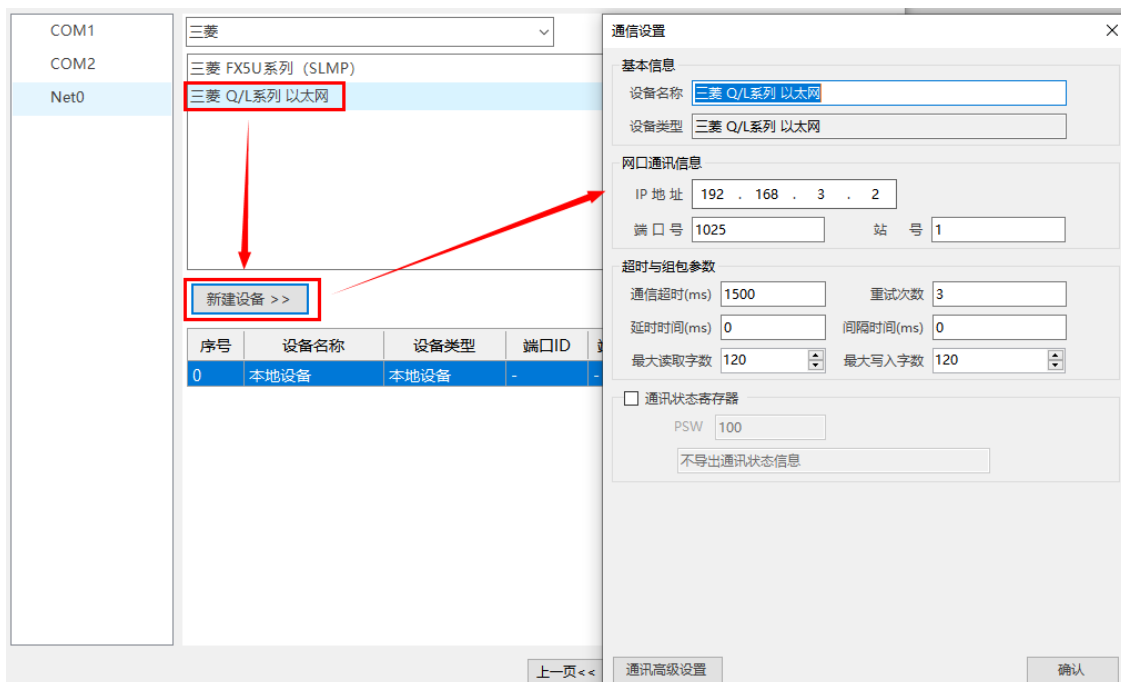 COM1
COM2
Net0
三菱
三菱 FX5U系列（SLMP）
三菱 Q/L系列 以太网
新建设备 >>
序号 设备名称 设备类型 端口ID
0 本地设备 本地设备 - -
上一页<<
通信设置
基本信息
设备名称 三菱 Q/L系列 以太网
设备类型 三菱 Q/L系列 以太网
网口通讯信息
IP 地 址 192 . 168 . 3 . 2
端 口 号 1025 站 号 1
超时与组包参数
通信超时(ms) 1500 重试次数 3
延时时间(ms) 0 间隔时间(ms) 0
最大读取字数 120 最大写入字数 120
通讯状态寄存器
PSW 100
不导出通讯状态信息
通讯高级设置 确认